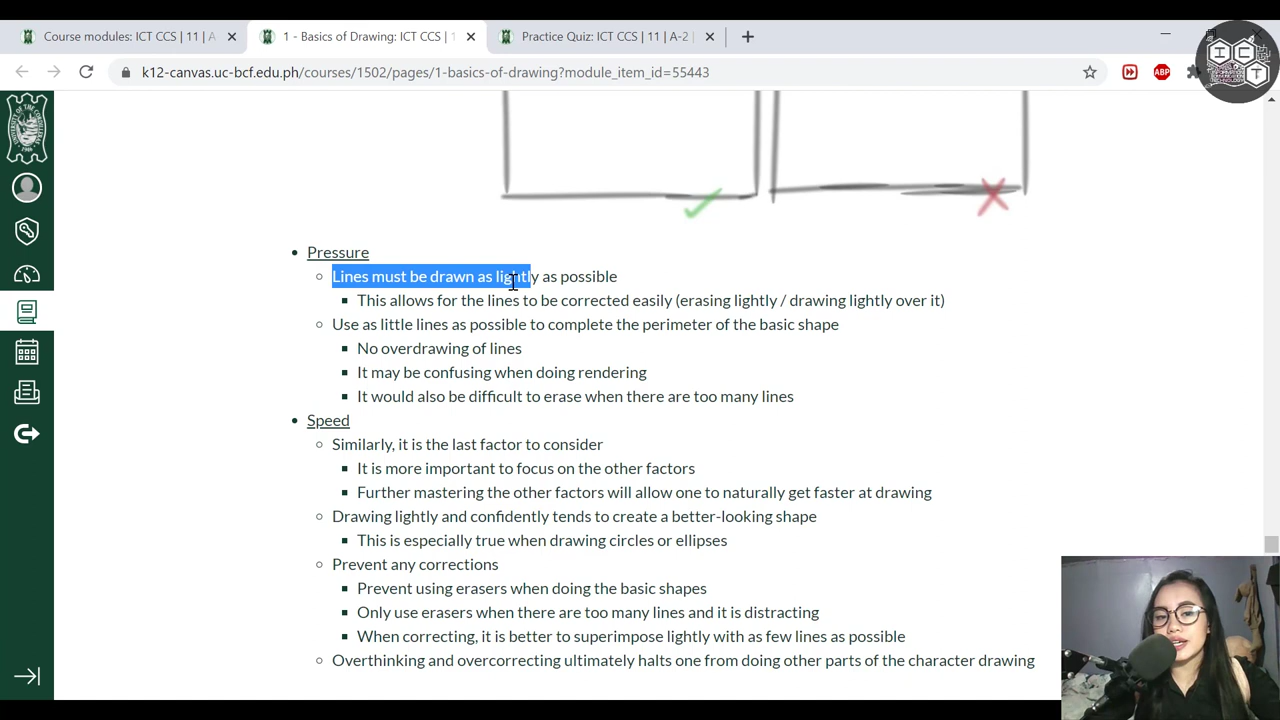 Course modules: ICT CCS | 11 | A
1 - Basics of Drawing: ICT CCS | 1
Practice Quiz: ICT CCS | 11 | A-2 |
k12-canvas.uc-bcf.edu.ph/courses/1502/pages/1-basics-of-drawing?module_item_id=55443
ABP
ICT
Pressure
Lines must be drawn as lightly as possible
This allows for the lines to be corrected easily (erasing lightly / drawing lightly over it)
Use as little lines as possible to complete the perimeter of the basic shape
No overdrawing of lines
It may be confusing when doing rendering
It would also be difficult to erase when there are too many lines
Speed
Similarly, it is the last factor to consider
It is more important to focus on the other factors
Further mastering the other factors will allow one to naturally get faster at drawing
Drawing lightly and confidently tends to create a better-looking shape
This is especially true when drawing circles or ellipses
Prevent any corrections
Prevent using erasers when doing the basic shapes
Only use erasers when there are too many lines and it is distracting
When correcting, it is better to superimpose lightly with as few lines as possible
Overthinking and overcorrecting ultimately halts one from doing other parts of the character drawing